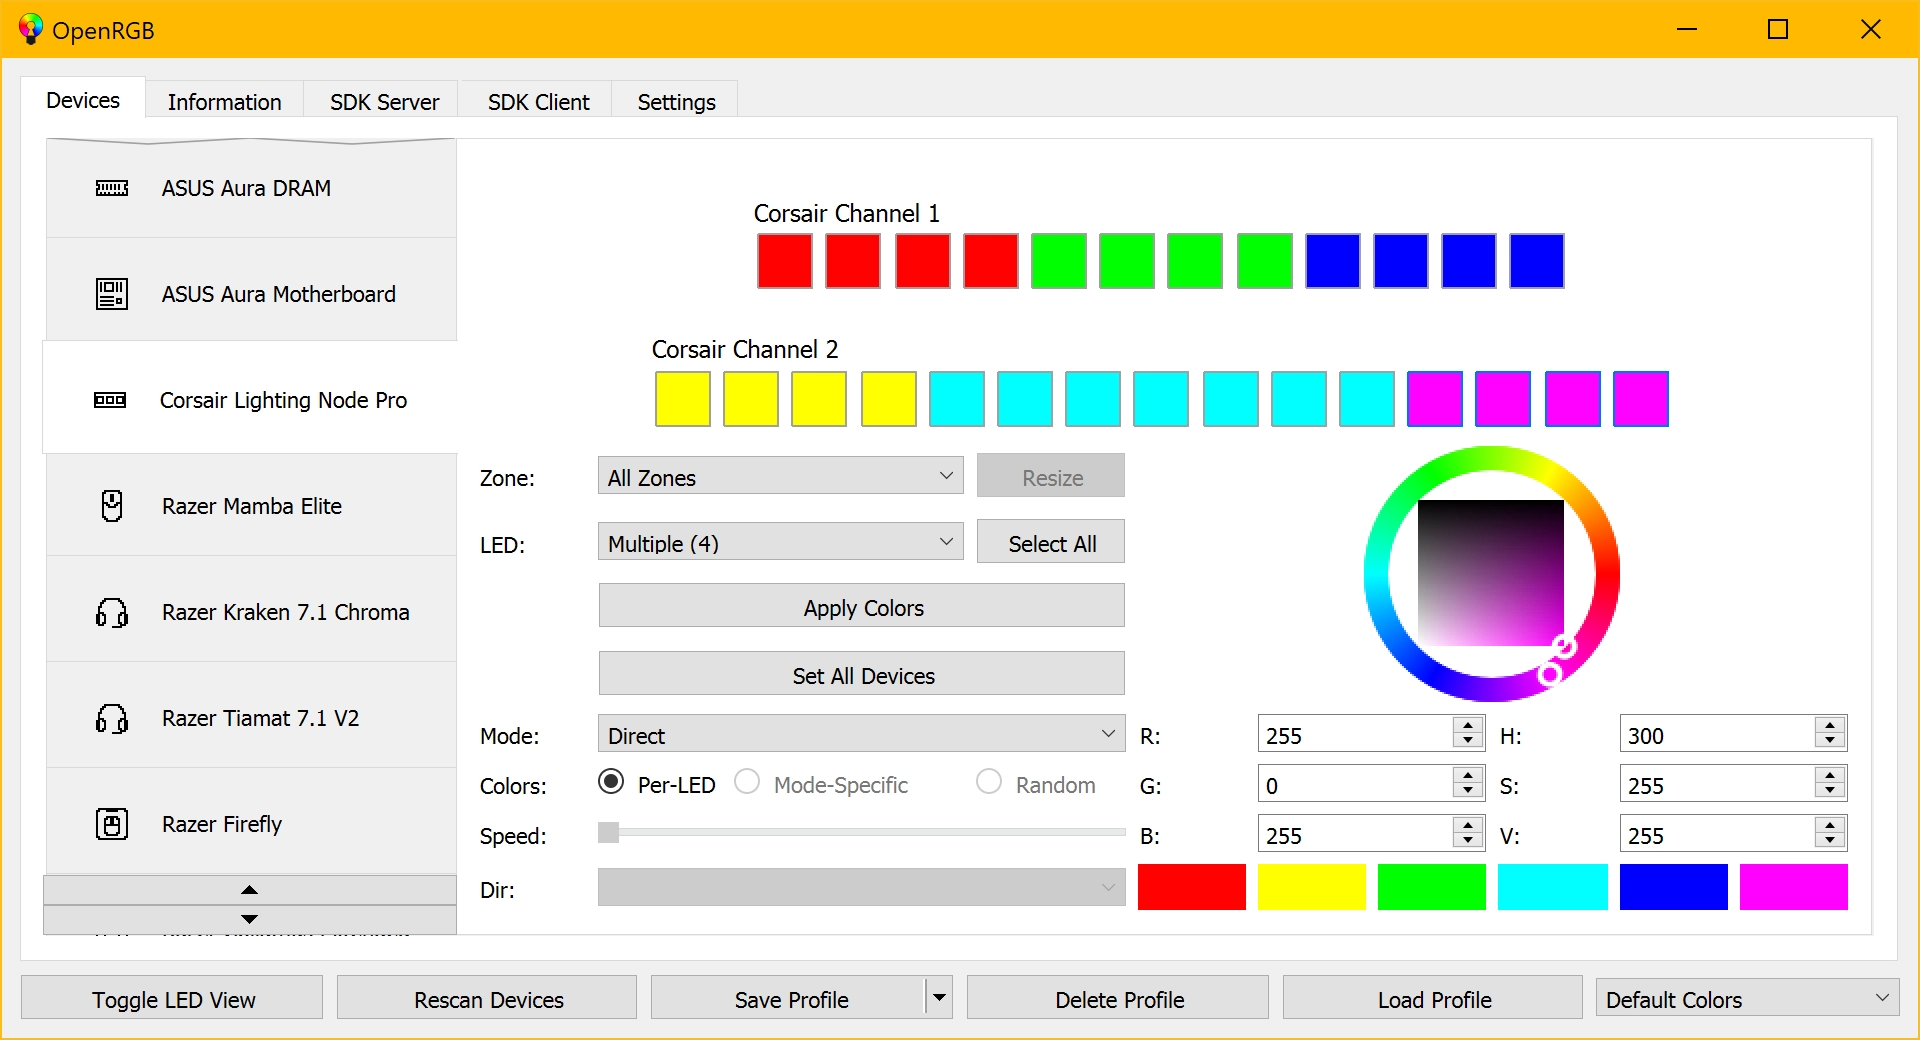 OpenRGB
Devices
Information
SDK Server
SDK Client
Settings
ASUS Aura DRAM
ASUS Aura Motherboard
Corsair Lighting Node Pro
Razer Mamba Elite
Razer Kraken 7.1 Chroma
Razer Tiamat 7.1 V2
Razer Firefly
Corsair Channel 1
Corsair Channel 2
Zone: All Zones Resize
LED: Multiple (4) Select All
Apply Colors
Set All Devices
Mode: Direct
Colors: Per-LED Mode-Specific Random
Speed:
Dir:
R: 255 H: 300
G: 0 S: 255
B: 255 V: 255
Toggle LED View
Rescan Devices
Save Profile
Delete Profile
Load Profile
Default Colors